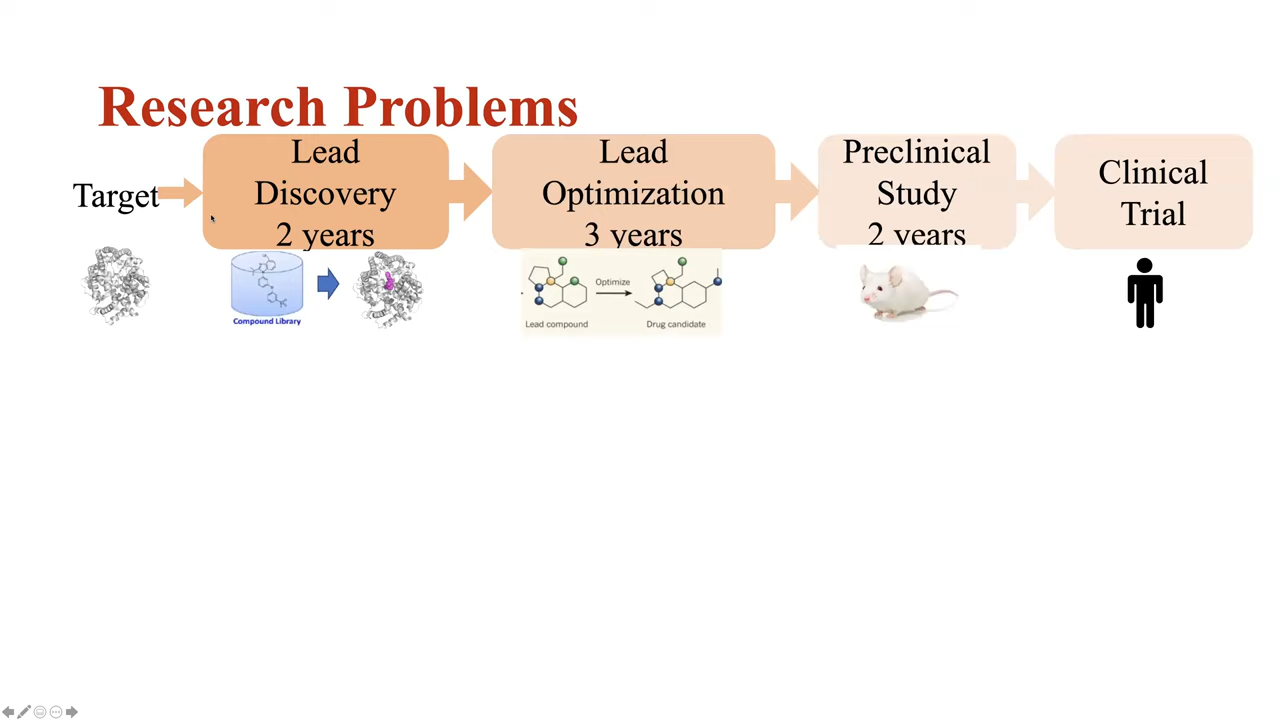 Research Problems
Target
Lead
Discovery
2 years
Lead
Optimization
3 years
Preclinical
Study
2 years
Clinical
Trial
Compound Library
Optimize
Lead compound
Drug candidate